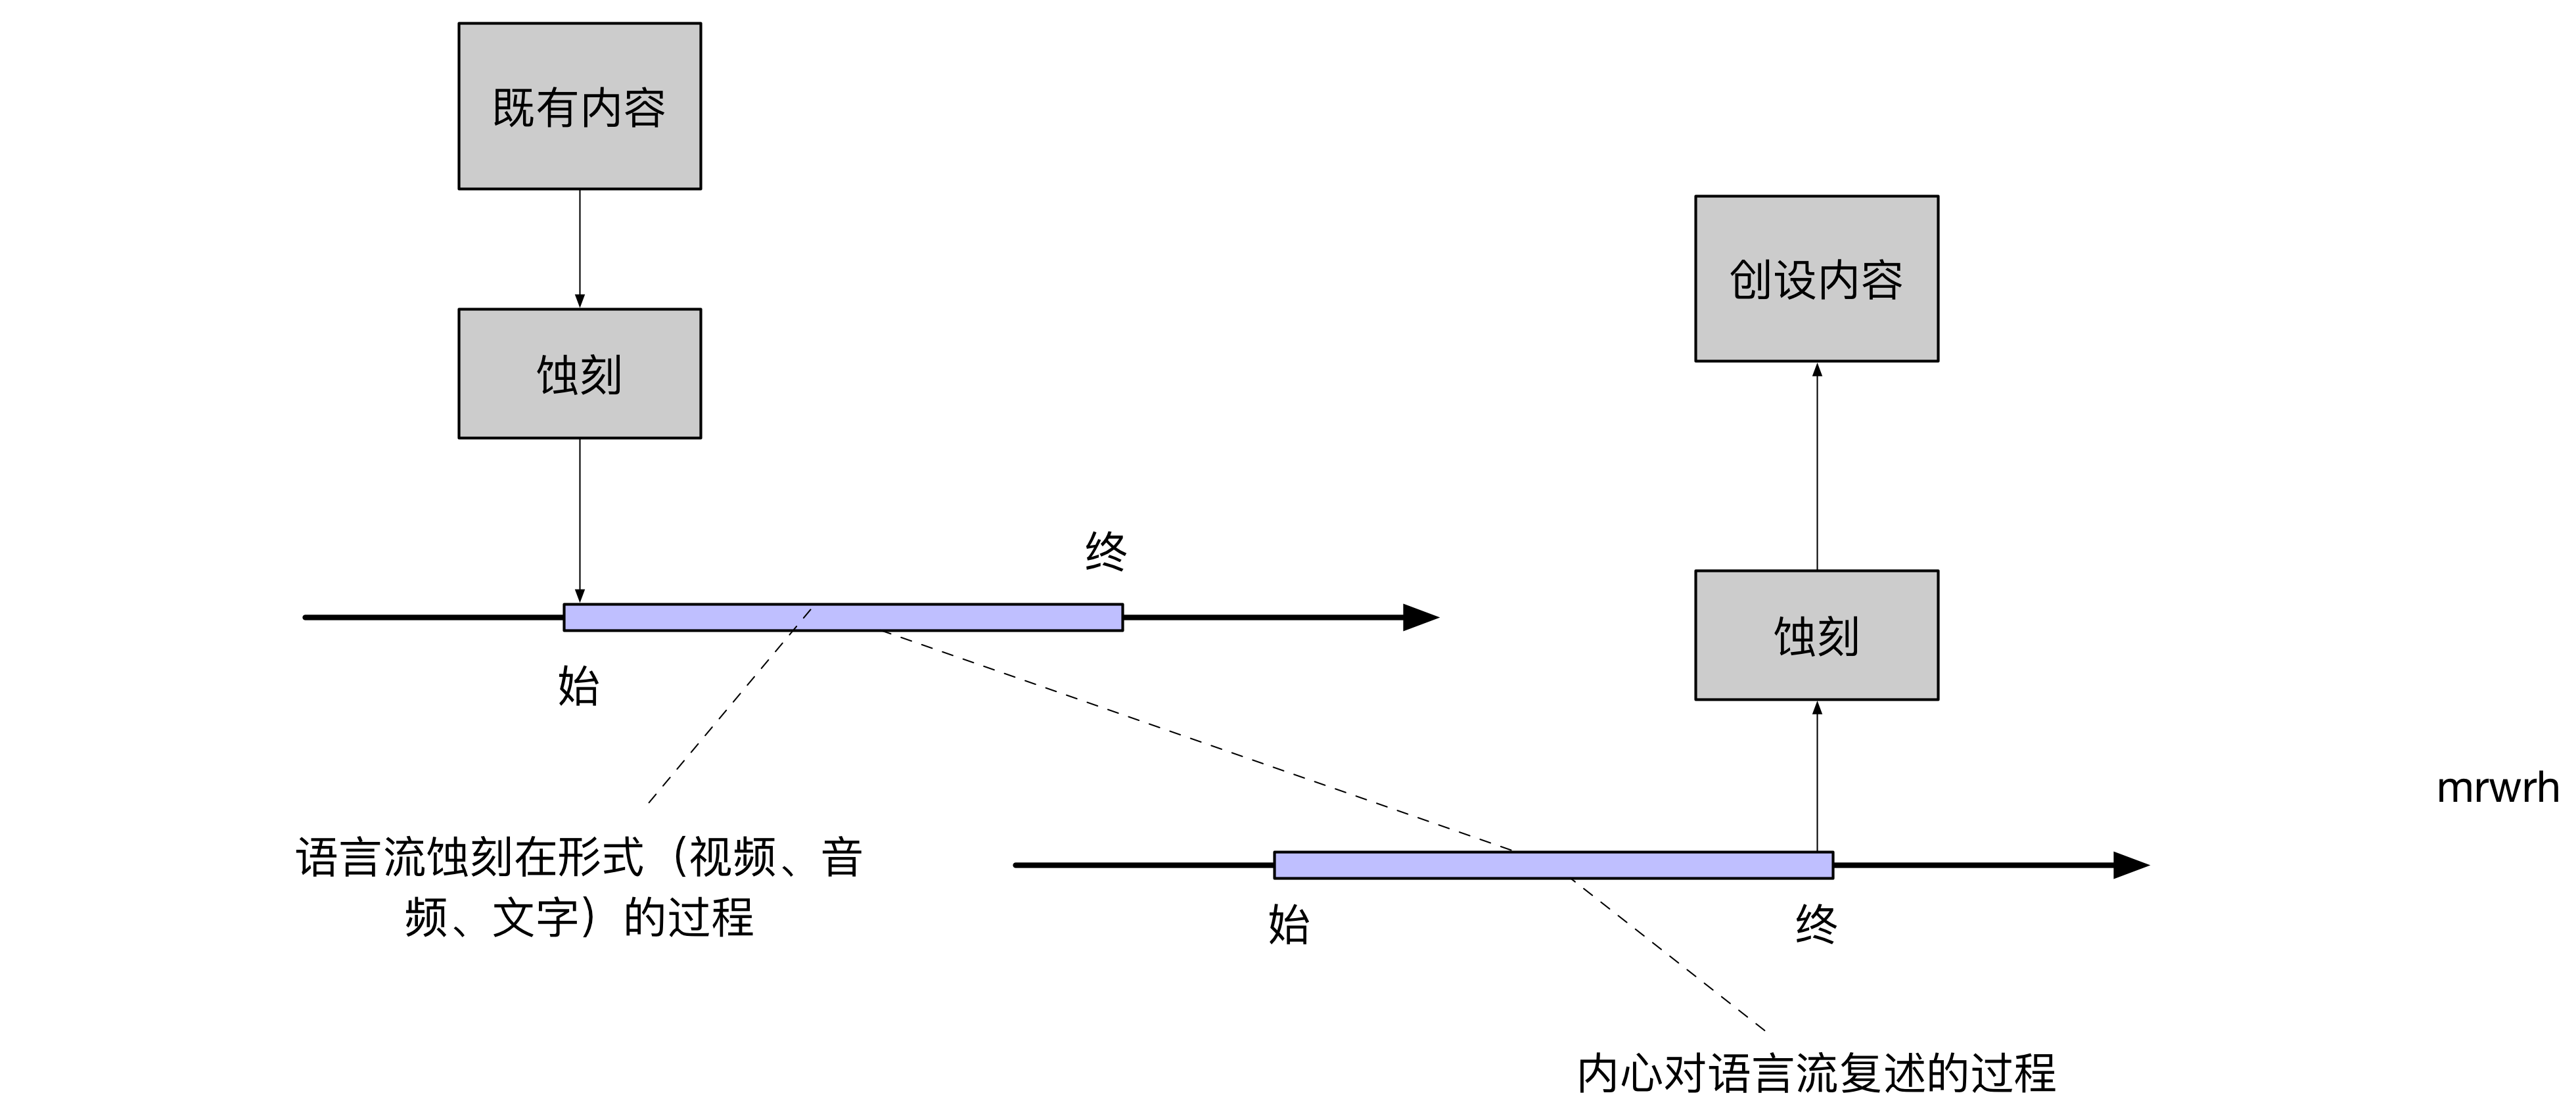 既有内容
创设内容
蚀刻
终
蚀刻
始
mrwrh
语言流蚀刻在形式（视频、音
频、文字）的过程
始
终
内心对语言流复述的过程